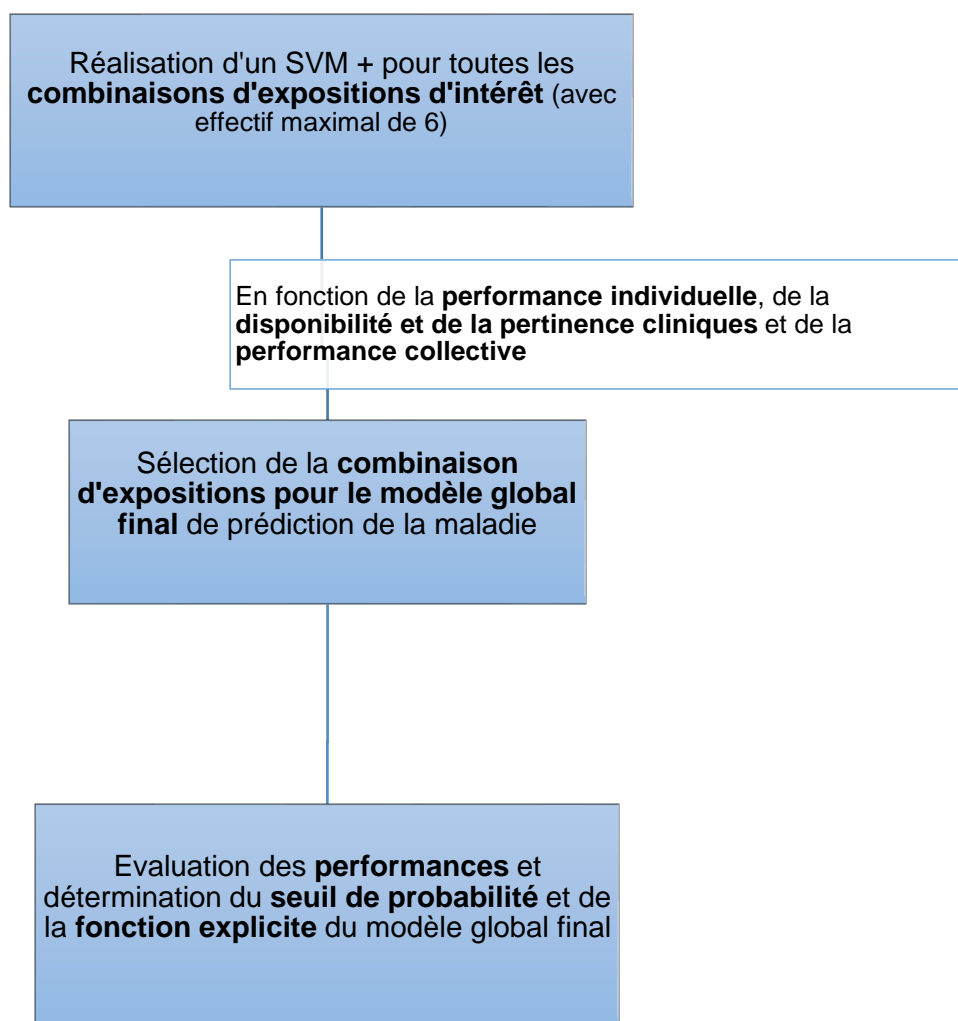 Réalisation d'un SVM + pour toutes les
combinaisons d'expositions d'intérêt (avec
effectif maximal de 6)
En fonction de la performance individuelle, de la
disponibilité et de la pertinence cliniques et de la
performance collective
Sélection de la combinaison
d'expositions pour le modèle global
final de prédiction de la maladie
Evaluation des performances et
détermination du seuil de probabilité et de
la fonction explicite du modèle global final